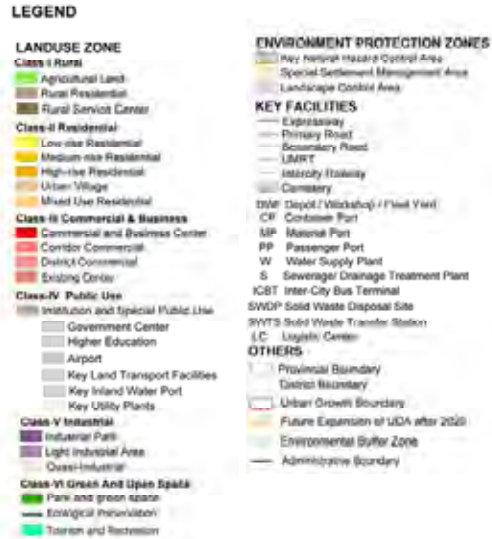 LEGEND
LANDUSE ZONE
Class-I Rural
Agricultural Land
Rural Residential
Rural Service Center
Class-II Residential
Low-rise Residential
Medium-rise Residential
High-rise Residential
Urban Village
Mixed Use Residential
Class-III Commercial & Business
Commercial and Business Center
Corridor Commercial
District Commercial
Existing Center
Class-IV Public Use
Institution and Special Public Use
Government Center
Higher Education
Airport
Key Land Transport Facilities
Key Inland Water Port
Key Utility Plants
Class-V Industrial
Industrial Park
Light Industrial Area
Quasi-Industrial
Class-VI Green And Open Space
Park and green space
Ecological Preservation
Tourism and Recreation
ENVIRONMENT PROTECTION ZONES
Key Natural Hazard Control Area
Special Settlement Management Area
Landscape Control Area
KEY FACILITIES
Expressway
Primary Road
Secondary Road
UMRT
Intercity Railway
Cemetery
DWF Depot / Workshop / Fleet Yard
CP Container Port
MP Material Port
PP Passenger Port
W Water Supply Plant
S Sewerage/ Drainage Treatment Plant
ICBT Inter-City Bus Terminal
SWDP Solid Waste Disposal Site
SWTS Solid Waste Transfer Station
LC Logistic Center
OTHERS
Provincial Boundary
District Boundary
Urban Growth Boundary
Future Expansion of UDA after 2020
Environmental Buffer Zone
Administrative Boundary